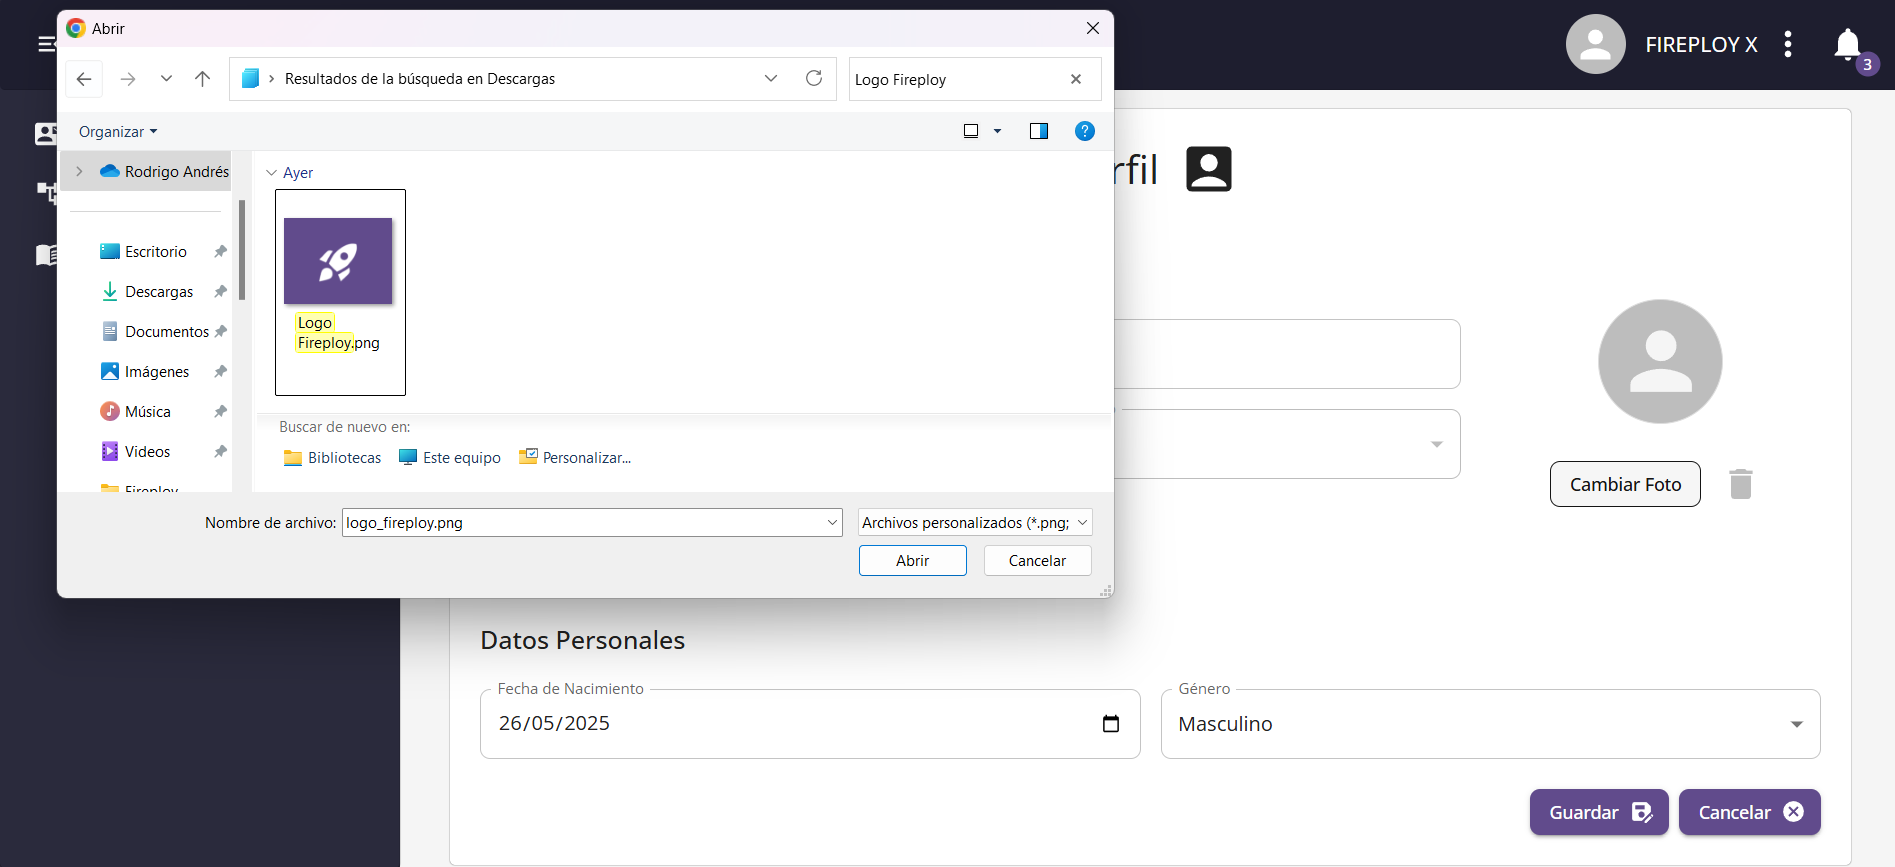 Abrir
FIREPLOY X
3
Resultados de la búsqueda en Descargas
Logo Fireploy
Organizar
?
Rodrigo Andrés
Ayer
rfil
Escritorio
Descargas
Documentos
Imágenes
Música
Videos
Fireploy
Logo
Fireploy.png
Buscar de nuevo en:
Bibliotecas
Este equipo
Personalizar...
Cambiar Foto
Nombre de archivo:
logo_fireploy.png
Archivos personalizados (*.png;
Abrir
Cancelar
Datos Personales
Fecha de Nacimiento
26/05/2025
Género
Masculino
Guardar
Cancelar